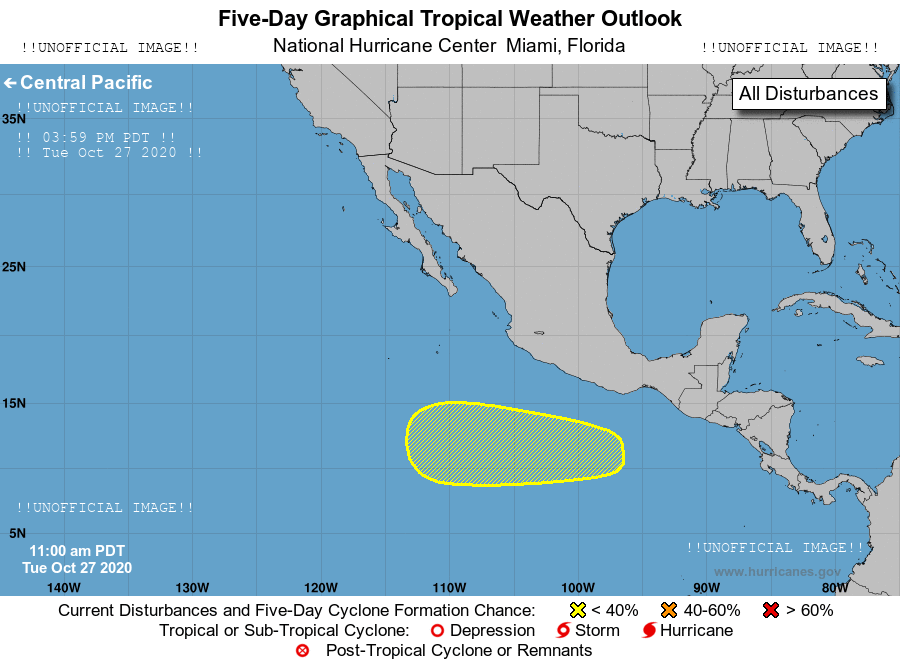 Five-Day Graphical Tropical Weather Outlook
!!UNOFFICIAL IMAGE!! National Hurricane Center Miami, Florida !!UNOFFICIAL IMAGE!!
← Central Pacific
All Disturbances
!!UNOFFICIAL IMAGE!!
35N
!! 03:59 PM PDT !!
!! Tue Oct 27 2020 !!
25N
15N
!!UNOFFICIAL IMAGE!!
5N
11:00 am PDT
Tue Oct 27 2020
!!UNOFFICIAL IMAGE!!
www.hurricanes.gov
140W 130W 120W 110W 100W 90W 80W
Current Disturbances and Five-Day Cyclone Formation Chance: < 40% 40-60% > 60%
Tropical or Sub-Tropical Cyclone: Depression Storm Hurricane
Post-Tropical Cyclone or Remnants